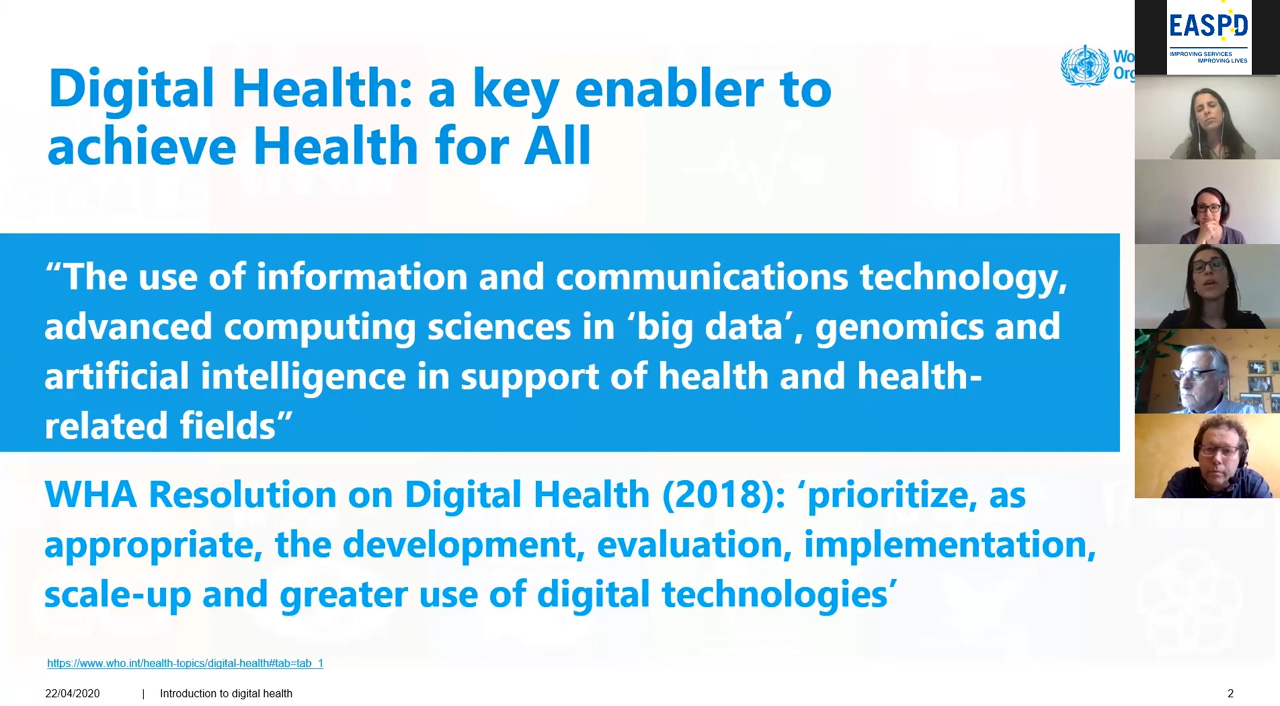 Digital Health: a key enabler to
achieve Health for All
EASPD
IMPROVING SERVICES
IMPROVING LIVES
“The use of information and communications technology,
advanced computing sciences in ‘big data’, genomics and
artificial intelligence in support of health and health-
related fields”
WHA Resolution on Digital Health (2018): ‘prioritize, as
appropriate, the development, evaluation, implementation,
scale-up and greater use of digital technologies’
https://www.who.int/health-topics/digital-health#tab=tab_1
22/04/2020 | Introduction to digital health 2